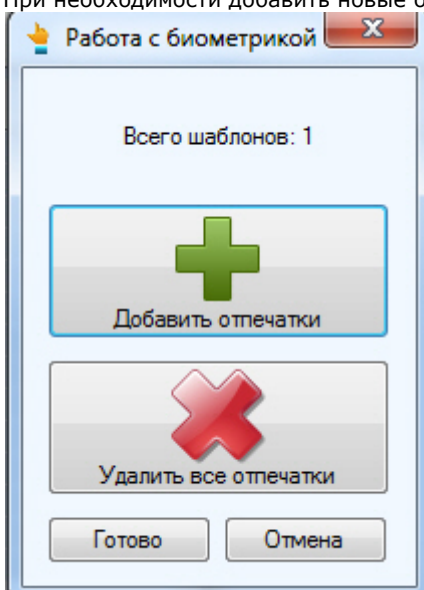 При необходимости добавить новые о
Работа с биометрикой
Всего шаблонов: 1
Добавить отпечатки
Удалить все отпечатки
Готово
Отмена